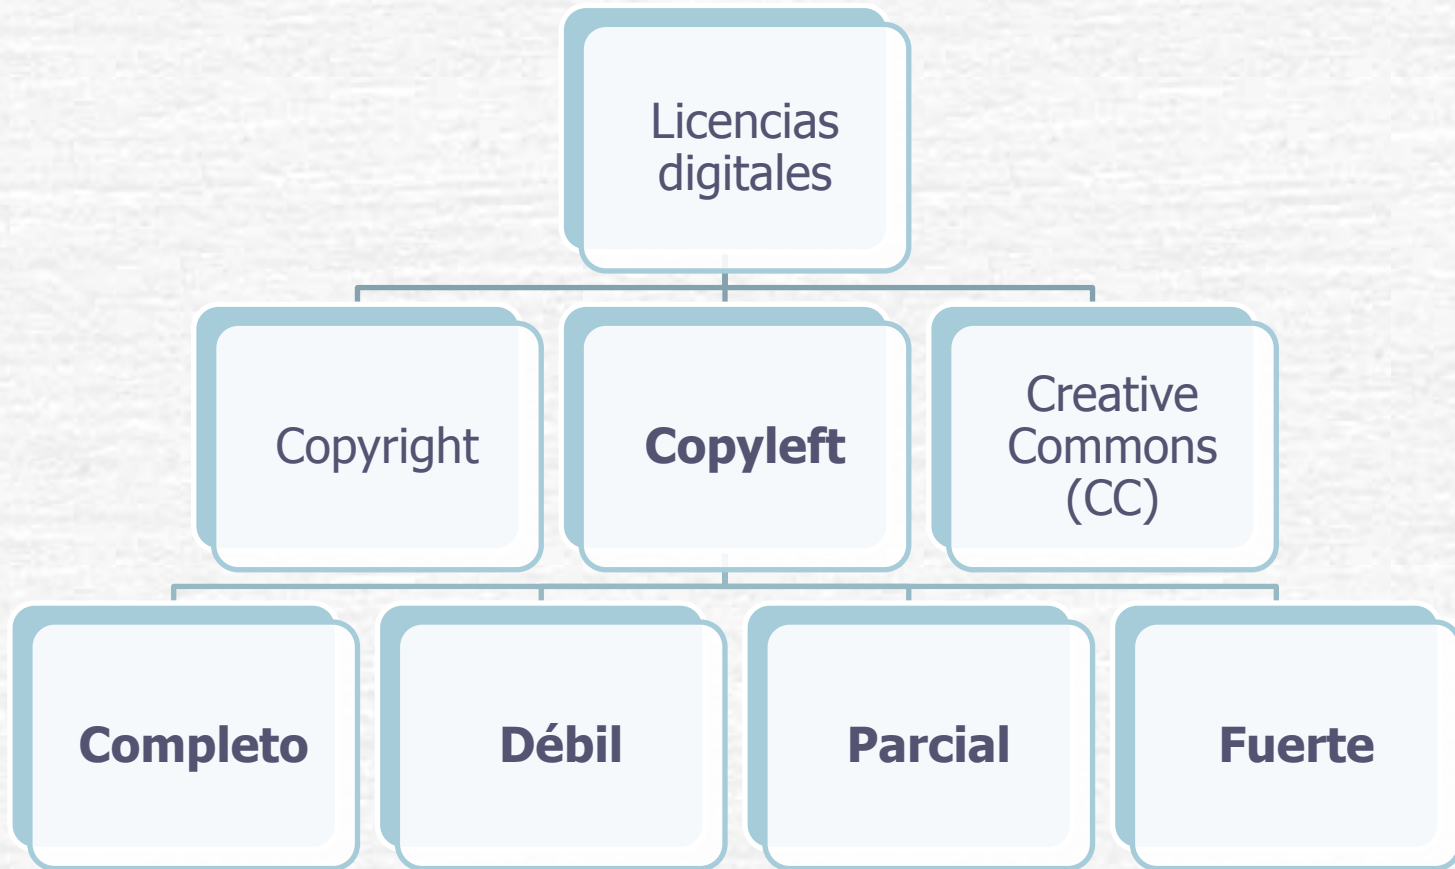 Licencias
digitales
Copyright
Copyleft
Creative
Commons
(CC)
Completo
Débil
Parcial
Fuerte